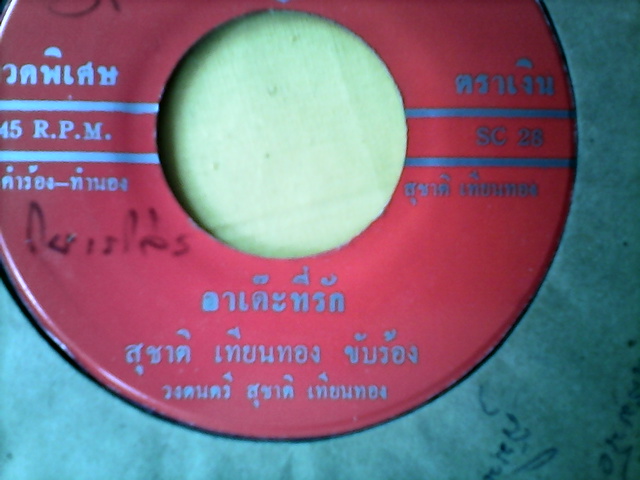 วดพิเศษ ตราเงิน
45 R.P.M. SC 26
คำร้อง-ทำนอง สุชาติ เทียนทอง
อาเต๊ะที่รัก
สุชาติ เทียนทอง ขับร้อง
วงดนตรี สุชาติ เทียนทอง